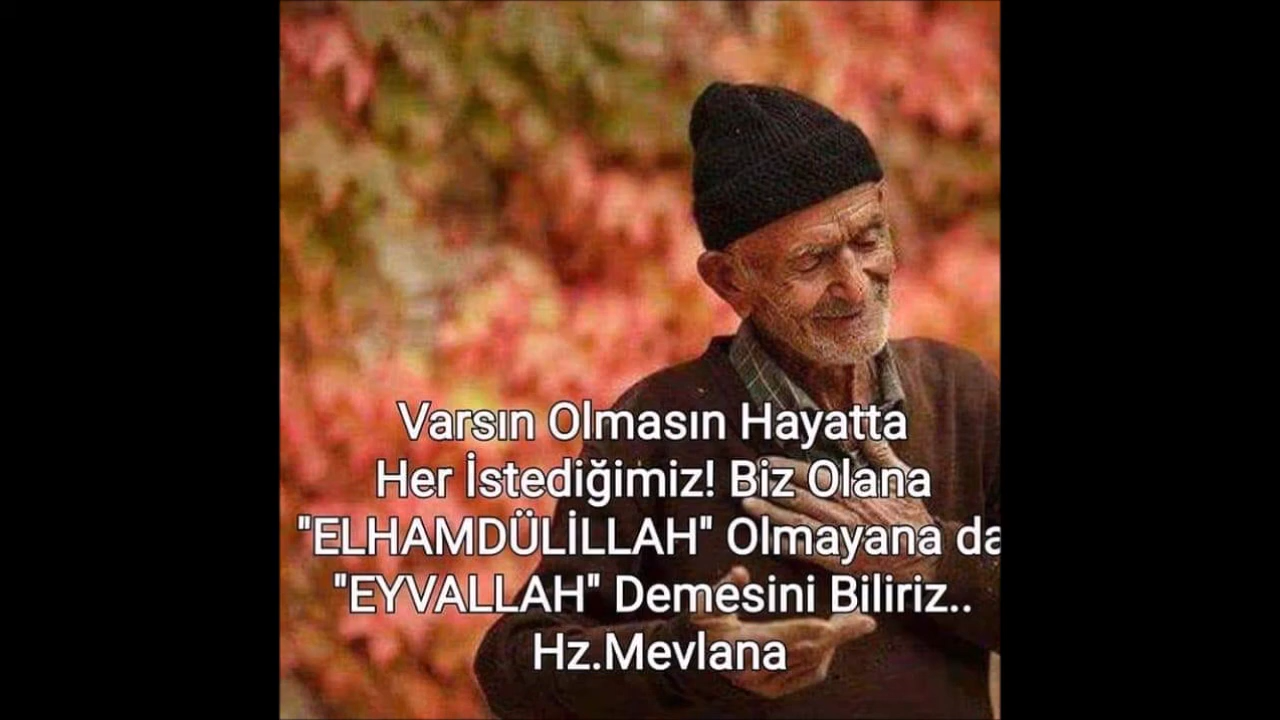 Varsın Olmasın Hayatta
Her İstediğimiz! Biz Olana
"ELHAMDÜLİLLAH" Olmayana da
"EYVALLAH" Demesini Biliriz..
Hz.Mevlana